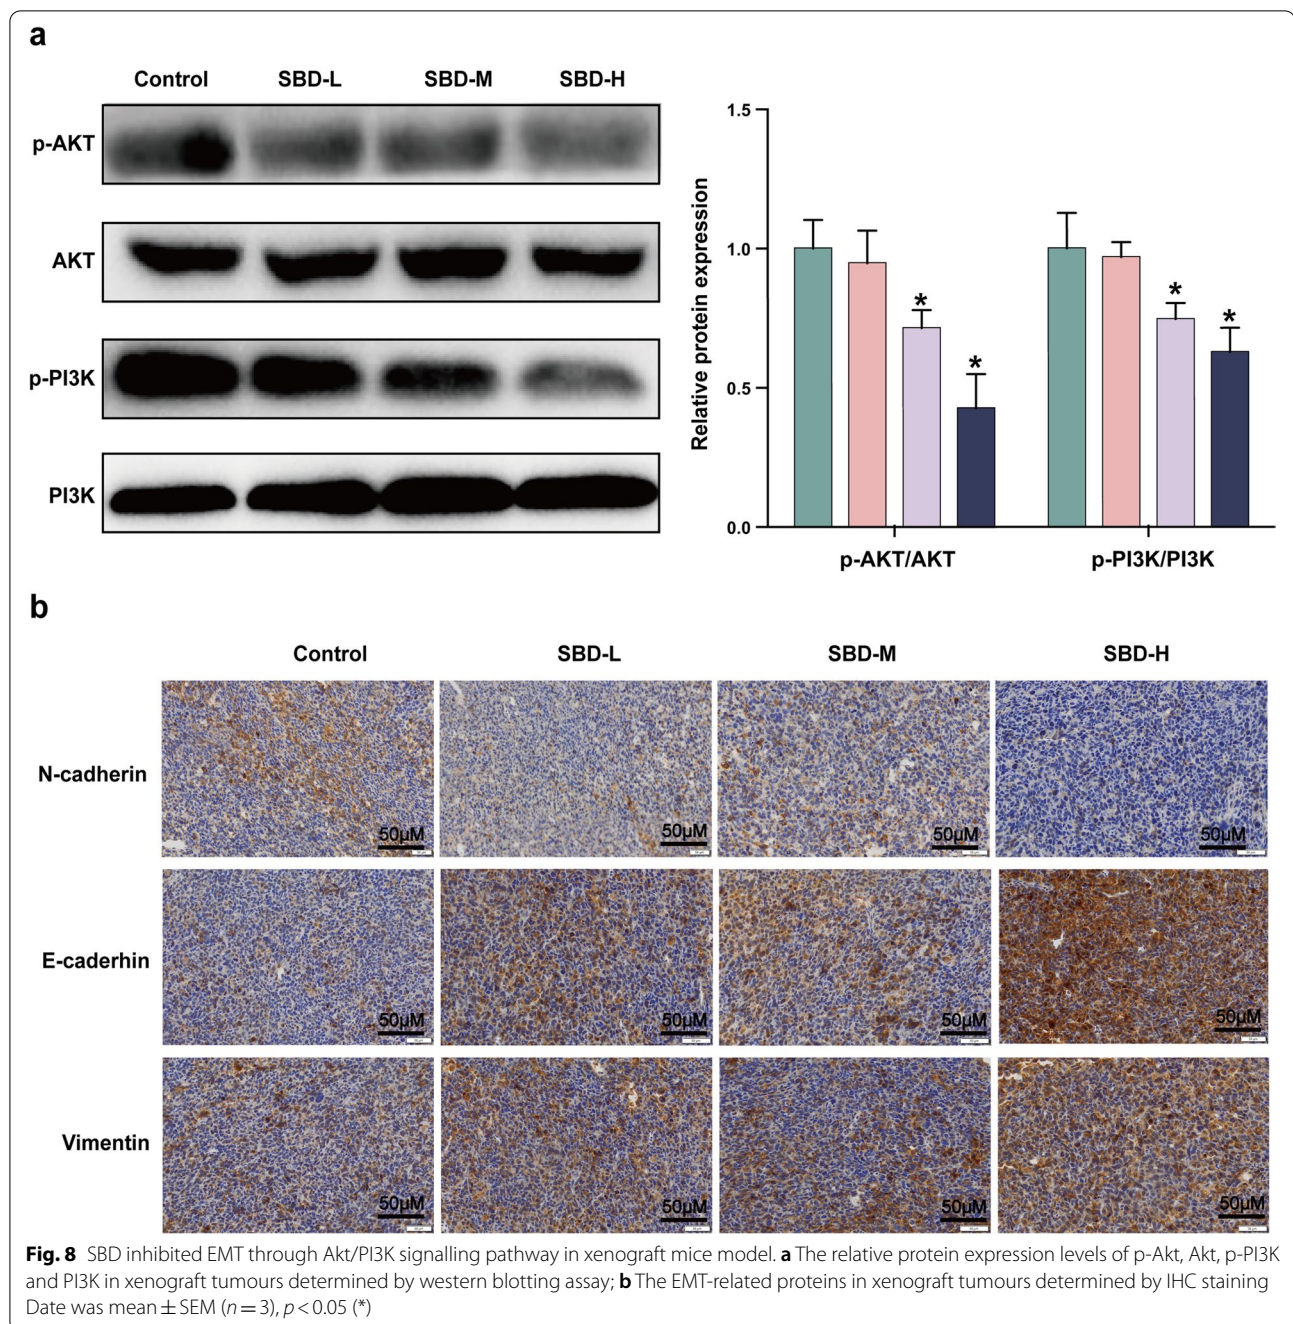 a
Control SBD-L SBD-M SBD-H
p-AKT
AKT
p-PI3K
PI3K
Relative protein expression
1.5
1.0
0.5
0.0
* * * *
p-AKT/AKT p-PI3K/PI3K
b
Control SBD-L SBD-M SBD-H
N-cadherin
50μM 50μM 50μM 50μM
E-caderhin
50μM 50μM 50μM 50μM
Vimentin
50μM 50μM 50μM 50μM
Fig. 8 SBD inhibited EMT through Akt/PI3K signalling pathway in xenograft mice model. a The relative protein expression levels of p-Akt, Akt, p-PI3K
and PI3K in xenograft tumours determined by western blotting assay; b The EMT-related proteins in xenograft tumours determined by IHC staining
Date was mean ± SEM (n = 3), p < 0.05 (*)